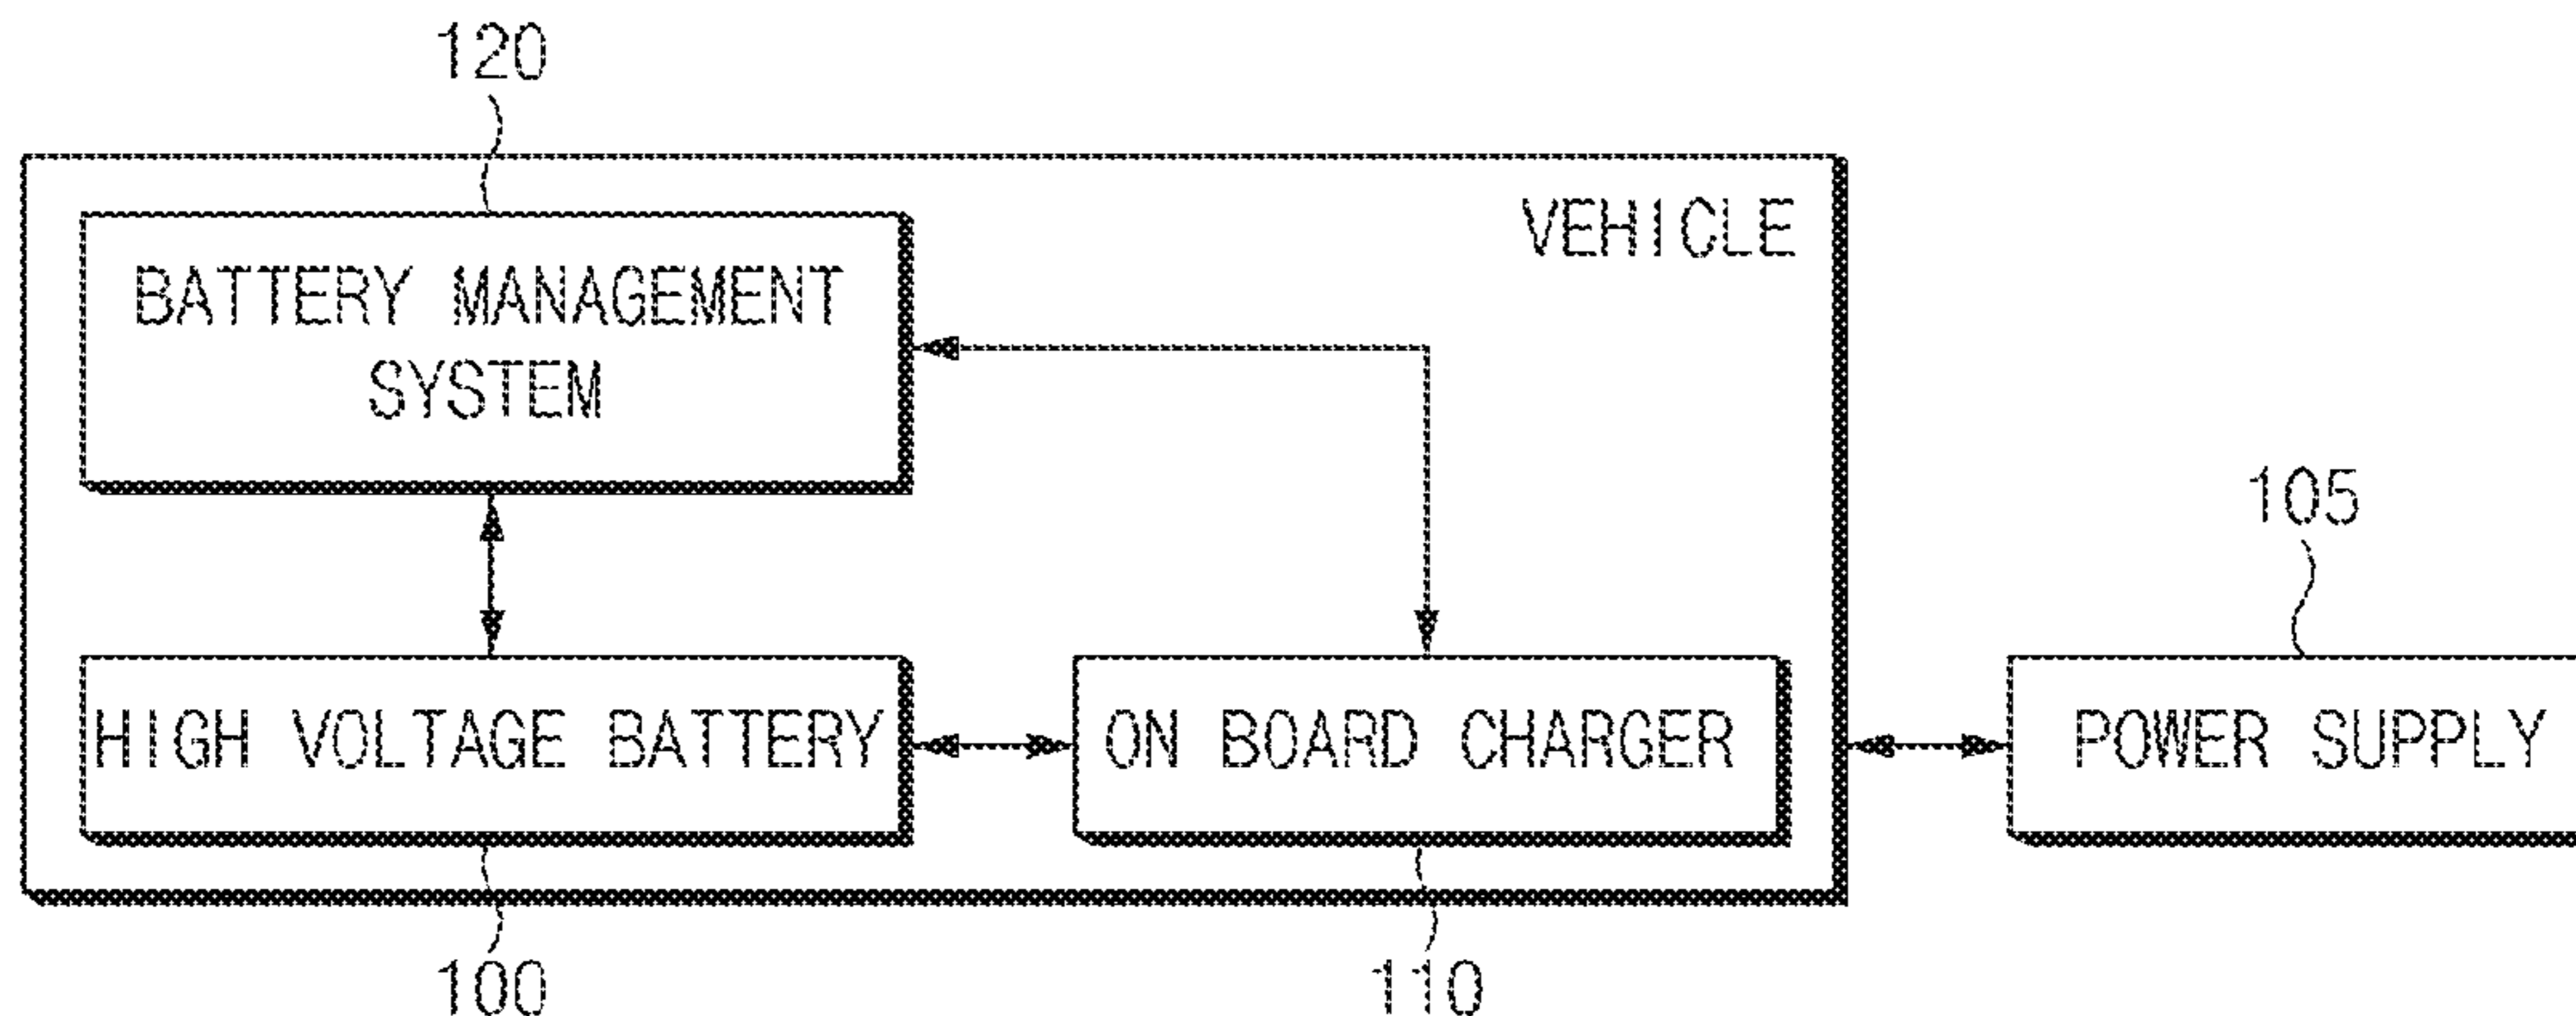 120
VEHICLE
BATTERY MANAGEMENT
SYSTEM
105
HIGH VOLTAGE BATTERY
ON BOARD CHARGER
POWER SUPPLY
100
110